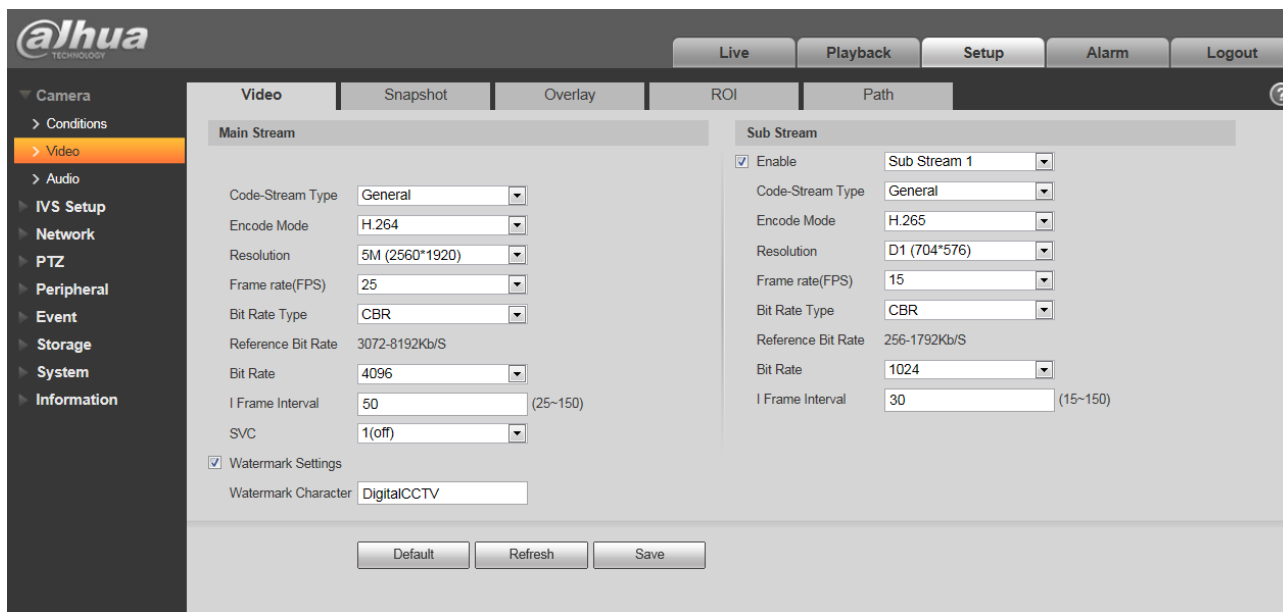 alhua
TECHNOLOGY
Live Playback Setup Alarm Logout
Camera
Conditions
Video
Audio
IVS Setup
Network
PTZ
Peripheral
Event
Storage
System
Information
Video Snapshot Overlay ROI Path ?
Main Stream
Code-Stream Type General
Encode Mode H.264
Resolution 5M (2560*1920)
Frame rate(FPS) 25
Bit Rate Type CBR
Reference Bit Rate 3072-8192Kb/S
Bit Rate 4096
I Frame Interval 50 (25~150)
SVC 1(off)
Watermark Settings
Watermark Character DigitalCCTV
Sub Stream
Enable Sub Stream 1
Code-Stream Type General
Encode Mode H.265
Resolution D1 (704*576)
Frame rate(FPS) 15
Bit Rate Type CBR
Reference Bit Rate 256-1792Kb/S
Bit Rate 1024
I Frame Interval 30 (15~150)
Default Refresh Save